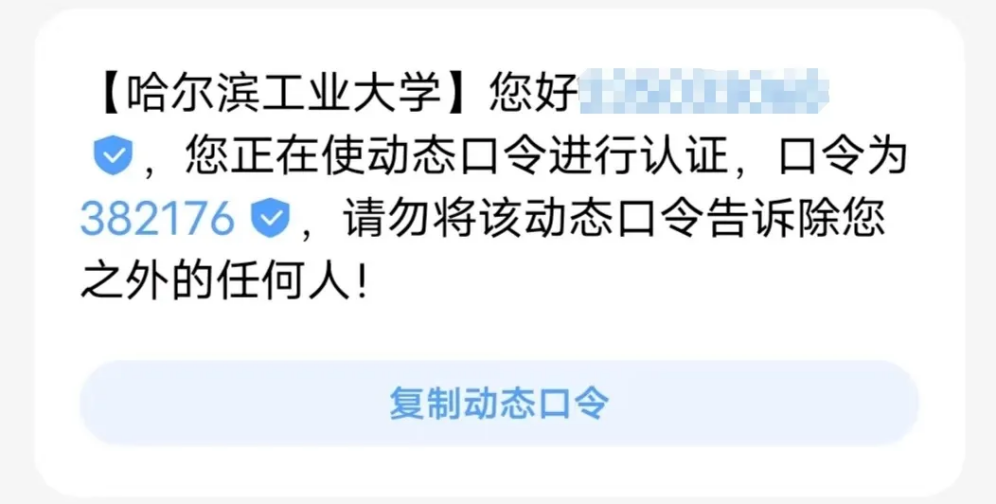 【哈尔滨工业大学】您好
，您正在使动态口令进行认证，口令为
382176，请勿将该动态口令告诉除您
之外的任何人！
复制动态口令